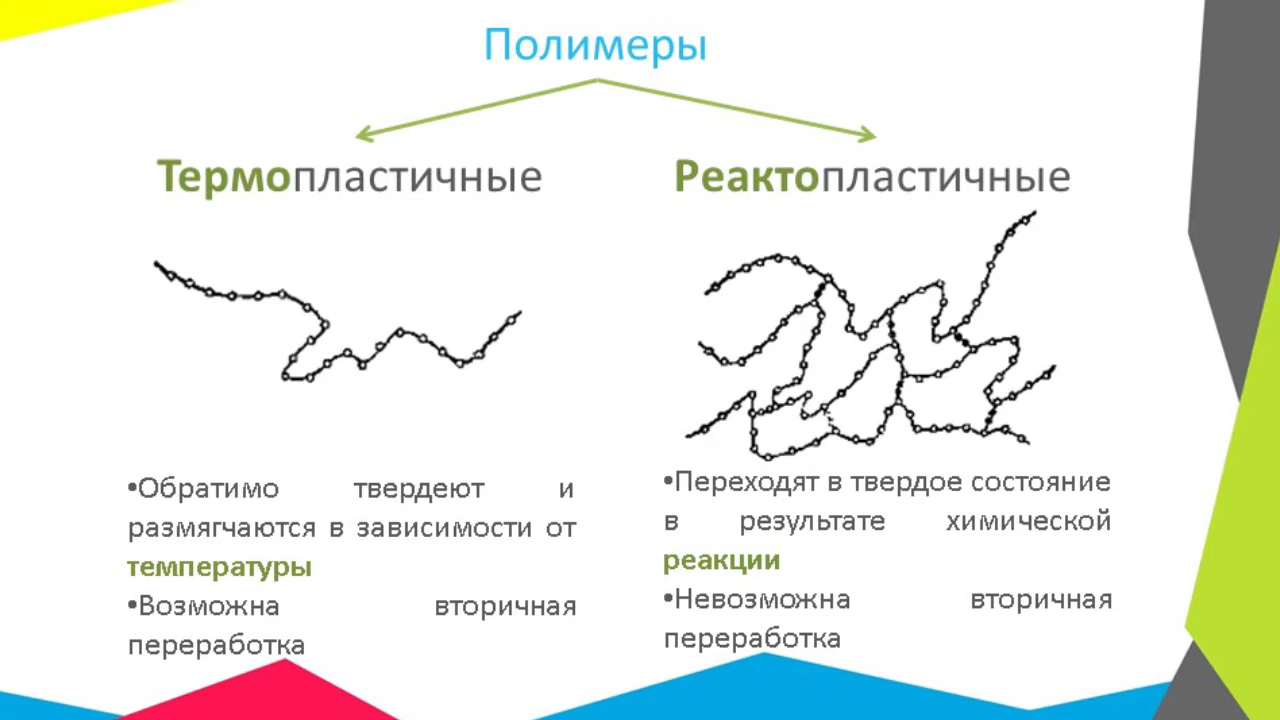 Полимеры
Термопластичные
Реактопластичные
•Обратимо твердеют и
размягчаются в зависимости от
температуры
•Возможна вторичная
переработка
•Переходят в твердое состояние
в результате химической
реакции
•Невозможна вторичная
переработка